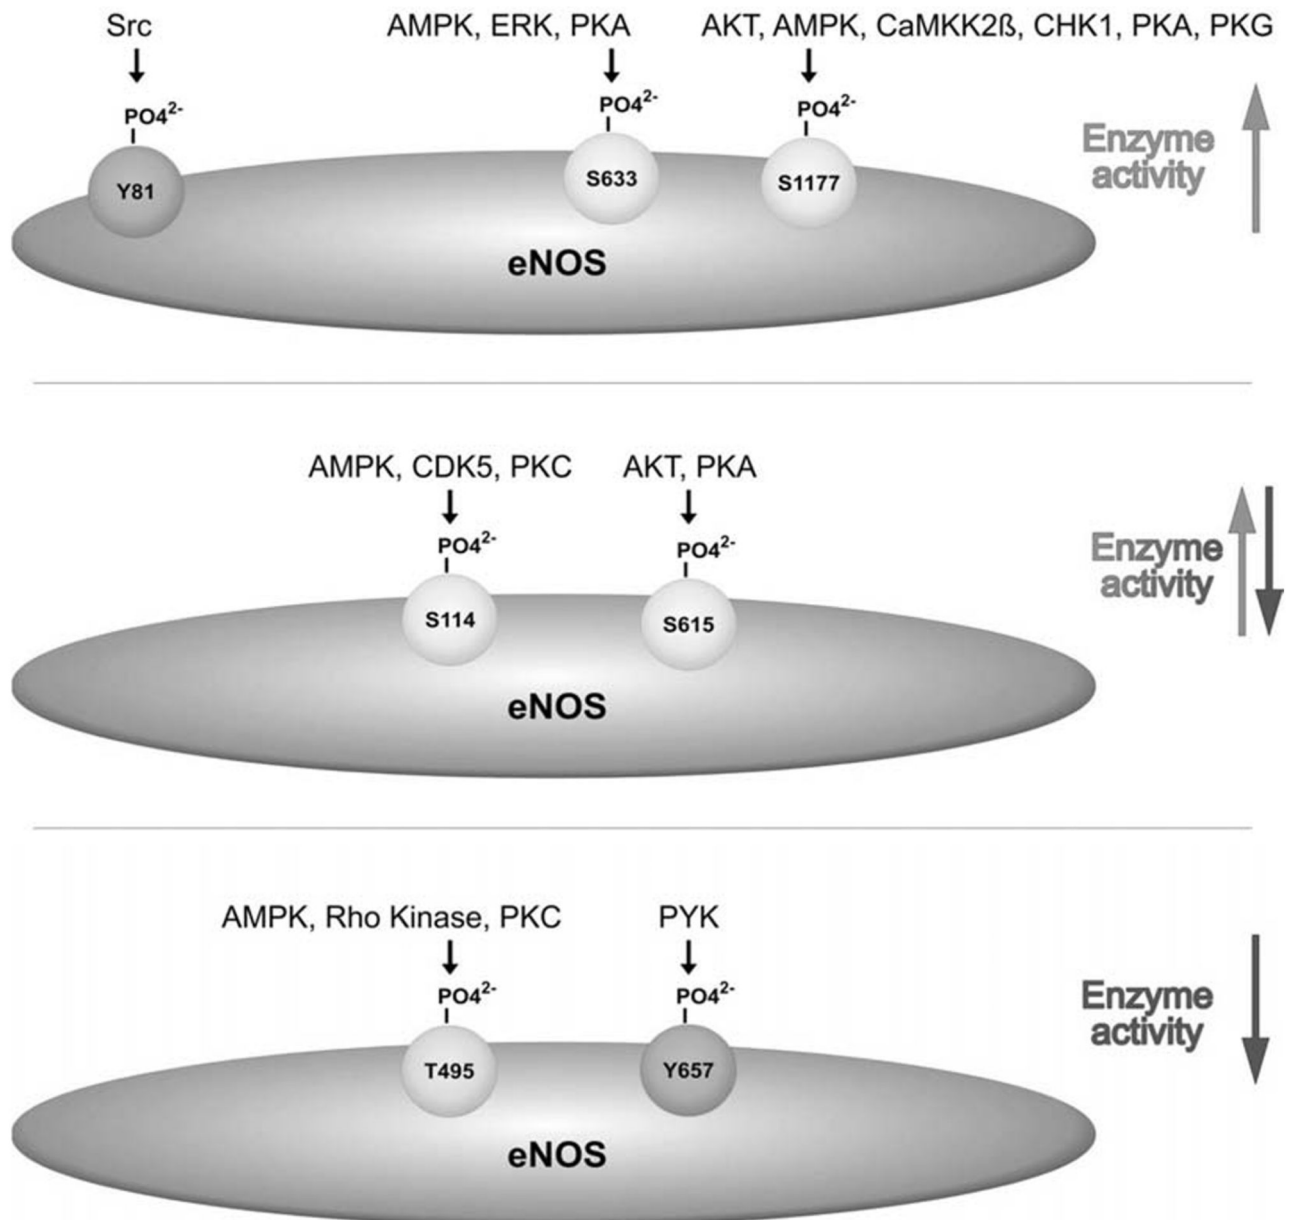 Src
AMPK, ERK, PKA
AKT, AMPK, CaMKK2ß, CHK1, PKA, PKG
PO4²⁻
PO4²⁻
PO4²⁻
Y81
S633
S1177
Enzyme
activity
eNOS
AMPK, CDK5, PKC
AKT, PKA
PO4²⁻
PO4²⁻
S114
S615
Enzyme
activity
eNOS
AMPK, Rho Kinase, PKC
PYK
PO4²⁻
PO4²⁻
T495
Y657
Enzyme
activity
eNOS